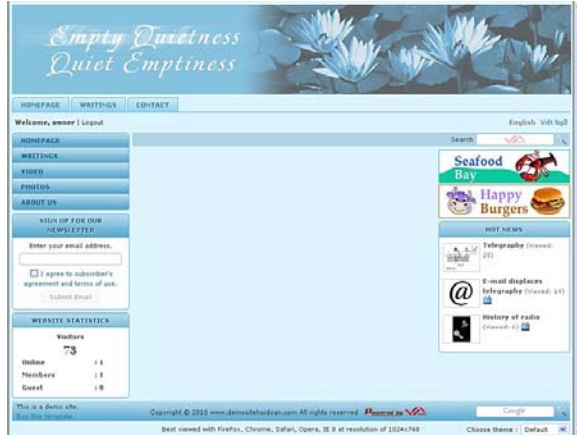 Empty Quietness
Quiet Emptiness
HOMEPAGE WRITINGS CONTACT
Welcome, owner | Logout
English Việt Ngữ
HOMEPAGE
WRITINGS
VIDEO
PHOTOS
ABOUT US
Search
SIGN UP FOR OUR
NEWSLETTER
Enter your email address.
I agree to subscriber's
agreement and terms of use.
Submit Email
WEBSITE STATISTICS
Visitors
73
Online : 1
Members : 1
Guest : 0
Seafood
Bay
Happy
Burgers
HOT NEWS
Telegraphy (Viewed:
E-mail displaces
telegraphy (Viewed: 14)
History of radio
(Viewed: 6)
This is a demo site.
Buy this template.
Copyright © 2010 www.demositehoidoan.com All rights reserved Powered by
Google
Best viewed with FireFox, Chrome, Safari, Opera, IE 8 at resolution of 1024x768
Choose theme : Default